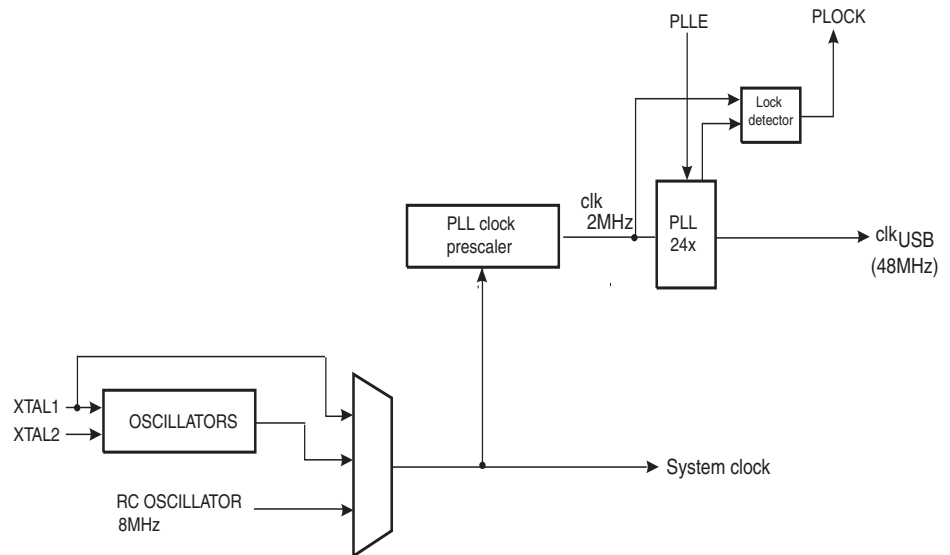 PLLE
PLOCK
Lock
detector
clk
2MHz
PLL clock
prescaler
PLL
24x
clkUSB
(48MHz)
XTAL1
XTAL2
OSCILLATORS
System clock
RC OSCILLATOR
8MHz